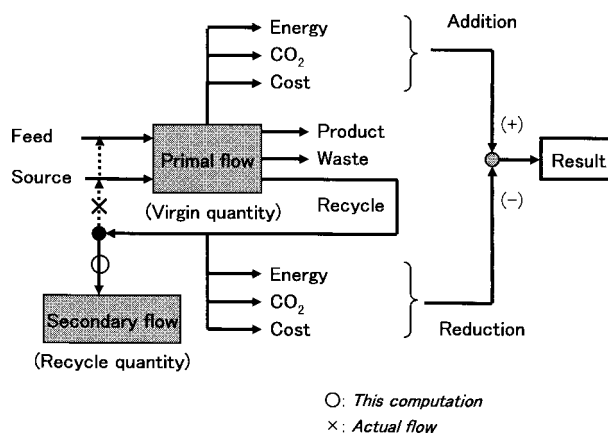 Energy
CO₂
Cost
Addition
Feed
Source
Primal flow
(Virgin quantity)
Product
Waste
Recycle
(+)
Result
(-)
Secondary flow
(Recycle quantity)
Energy
CO₂
Cost
Reduction
○: This computation
×: Actual flow